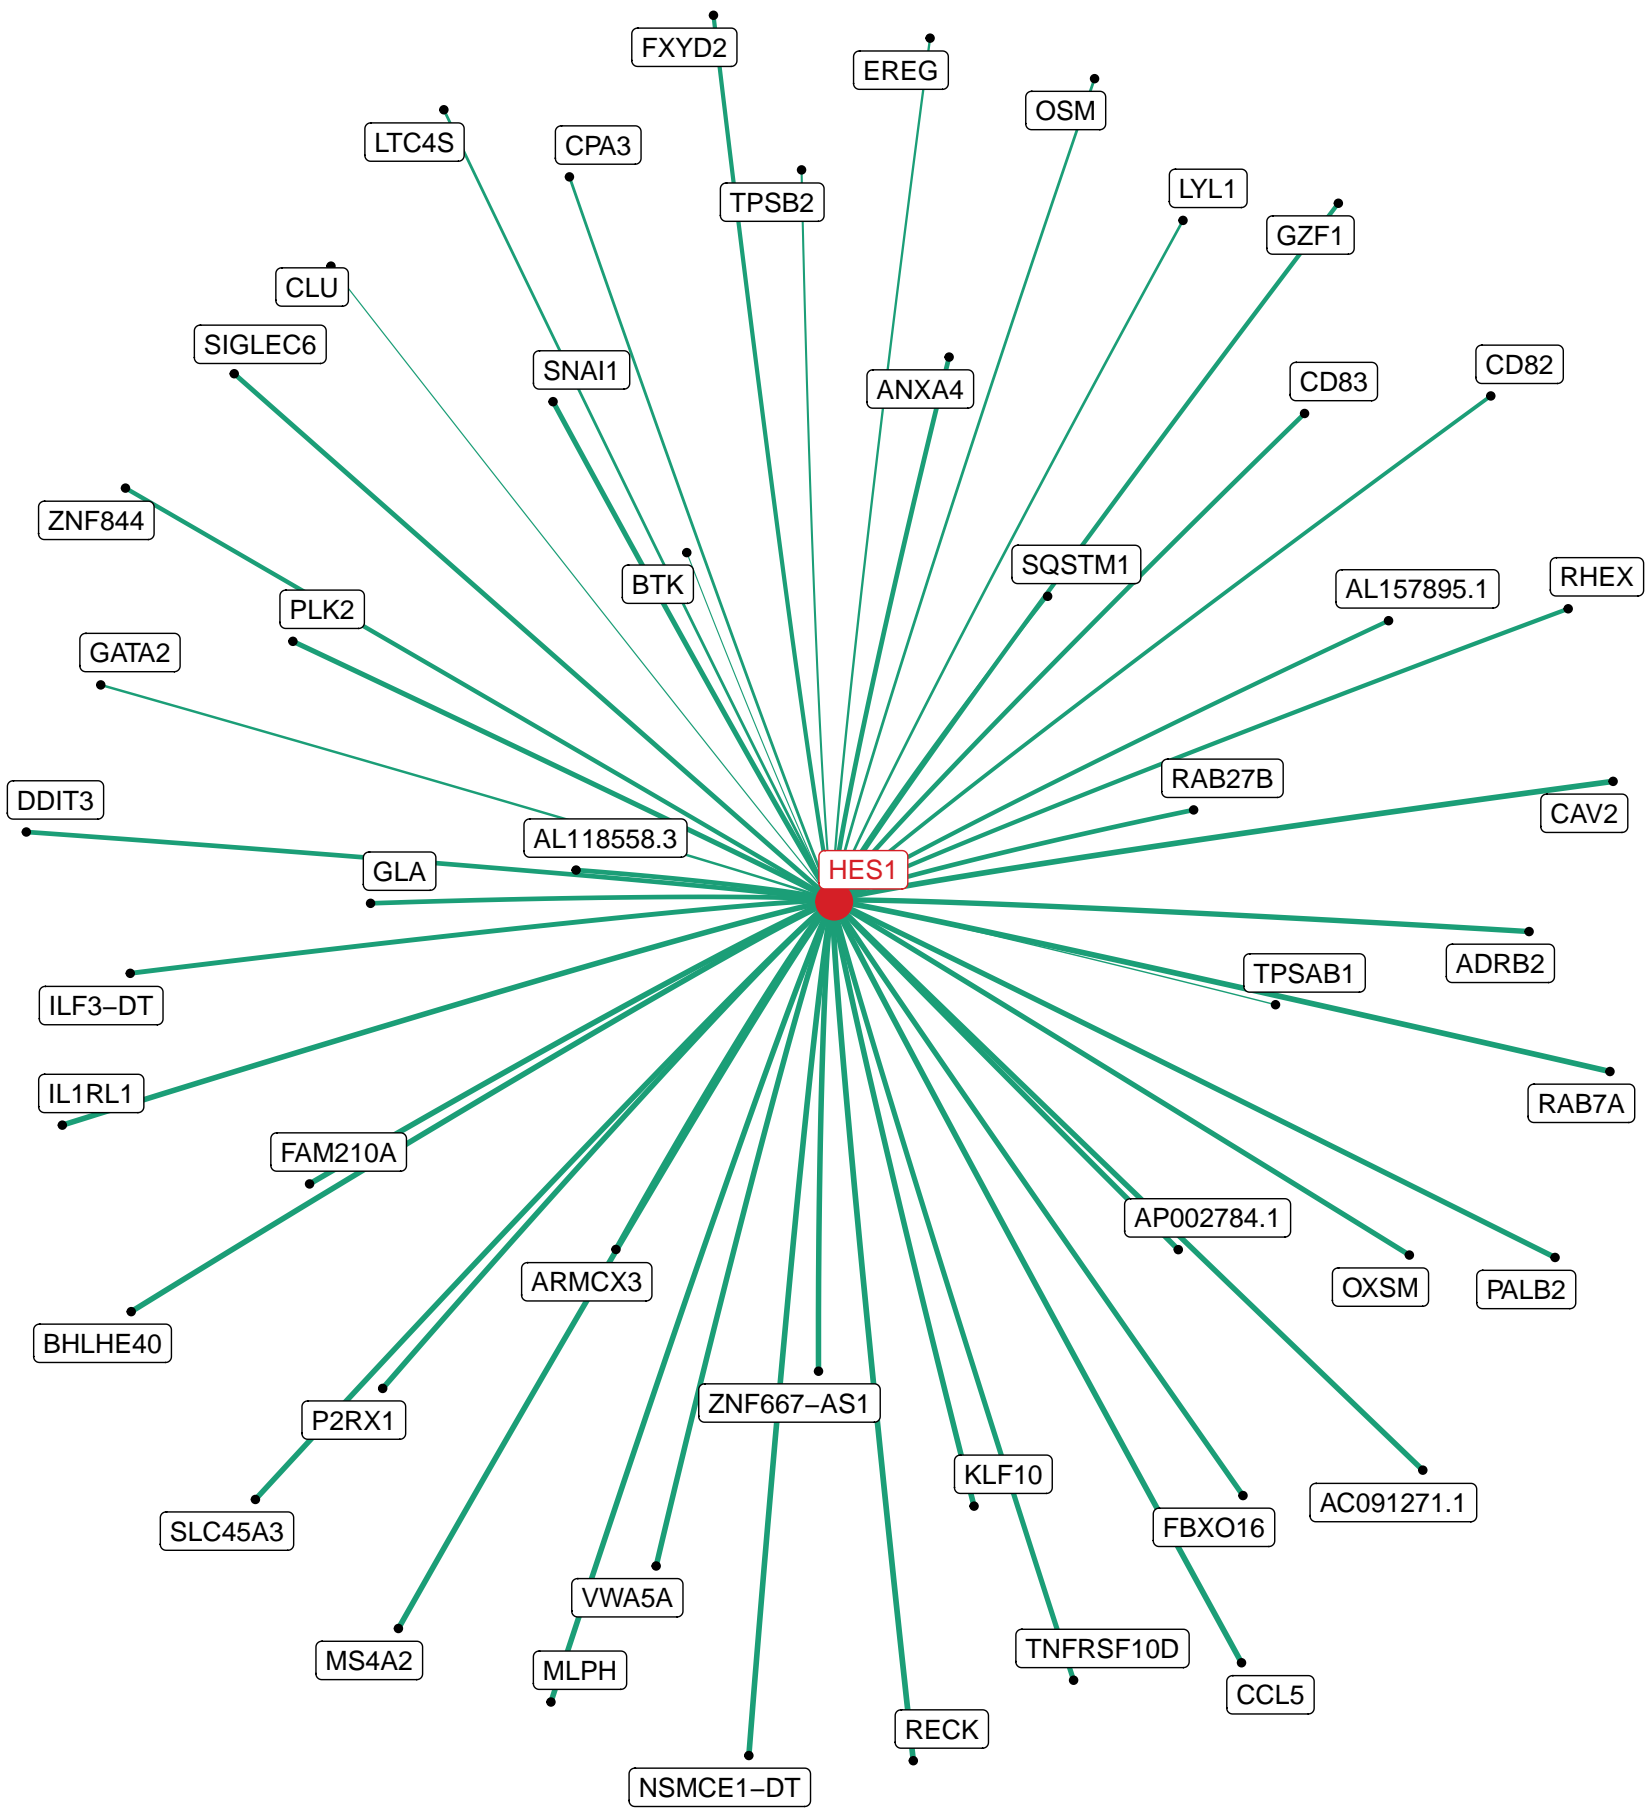 FXYD2
EREG
OSM
LTC4S
CPA3
LYL1
TPSB2
GZF1
CLU
SIGLEC6
SNAI1
CD82
CD83
ANXA4
ZNF844
SQSTM1
RHEX
BTK
AL157895.1
PLK2
GATA2
RAB27B
DDIT3
CAV2
AL118558.3
GLA
HES1
ADRB2
TPSAB1
ILF3−DT
IL1RL1
RAB7A
FAM210A
AP002784.1
ARMCX3
OXSM
PALB2
BHLHE40
ZNF667−AS1
P2RX1
KLF10
AC091271.1
FBXO16
SLC45A3
VWA5A
TNFRSF10D
MS4A2
MLPH
CCL5
RECK
NSMCE1−DT